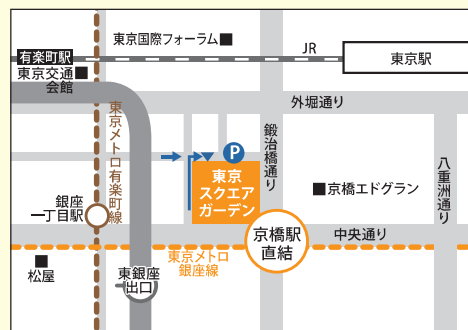 東京国際フォーラム
JR
有楽町駅
東京駅
東京交通
会館
外堀通り
東京メトロ有楽町線
鍛治橋通り
八重洲通り
P
東京
スクエア
ガーデン
京橋エドグラン
銀座
一丁目駅
京橋駅
直結
中央通り
東京メトロ
銀座線
松屋
東銀座
出口